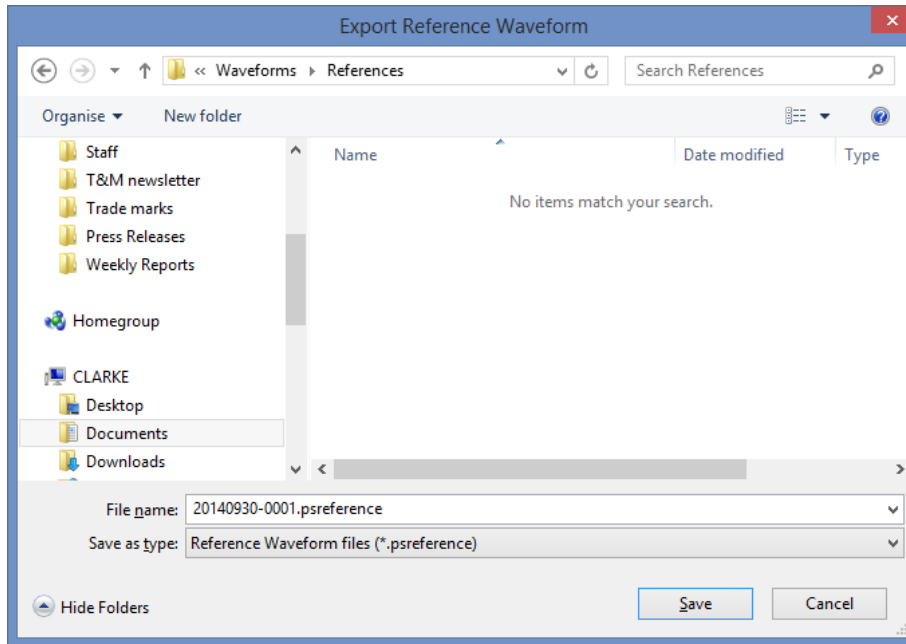 Export Reference Waveform
« Waveforms References
Search References
Organise
New folder
Name
Date modified
Type
Staff
T&M newsletter
Trade marks
Press Releases
Weekly Reports
Homegroup
CLARKE
Desktop
Documents
Downloads
No items match your search.
File name: 20140930-0001.psreference
Save as type: Reference Waveform files (*.psreference)
Hide Folders
Save
Cancel